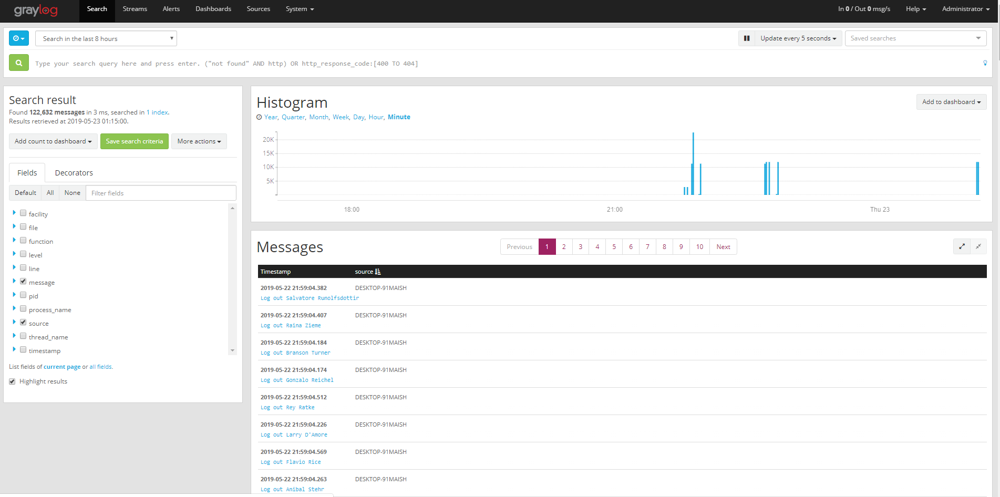 graylog Search Streams Alerts Dashboards Sources System In 0 / Out 0 msg/s Help Administrator
Search in the last 8 hours Update every 5 seconds Saved searches
Type your search query here and press enter. ("not found" AND http) OR http_response_code:[400 TO 404]
Search result
Found 122,632 messages in 3 ms, searched in 1 index.
Results retrieved at 2019-05-23 01:15:00.
Add count to dashboard Save search criteria More actions
Fields Decorators
Default All None Filter fields
facility
file
function
level
line
message
pid
process_name
source
thread_name
timestamp
List fields of current page or all fields.
Highlight results
Histogram
Add to dashboard
Year, Quarter, Month, Week, Day, Hour, Minute
20K
15K
10K
5K
18:00 21:00 Thu 23
Messages
Previous 1 2 3 4 5 6 7 8 9 10 Next
Timestamp source
2019-05-22 21:59:04.382 DESKTOP-91MAISH
Log out Salvatore Runolfsdottir
2019-05-22 21:59:04.407 DESKTOP-91MAISH
Log out Raina Zieme
2019-05-22 21:59:04.184 DESKTOP-91MAISH
Log out Branson Turner
2019-05-22 21:59:04.174 DESKTOP-91MAISH
Log out Gonzalo Reichel
2019-05-22 21:59:04.512 DESKTOP-91MAISH
Log out Rey Ratke
2019-05-22 21:59:04.226 DESKTOP-91MAISH
Log out Larry D'Amore
2019-05-22 21:59:04.569 DESKTOP-91MAISH
Log out Flavio Rice
2019-05-22 21:59:04.263 DESKTOP-91MAISH
Log out Anibal Stehr